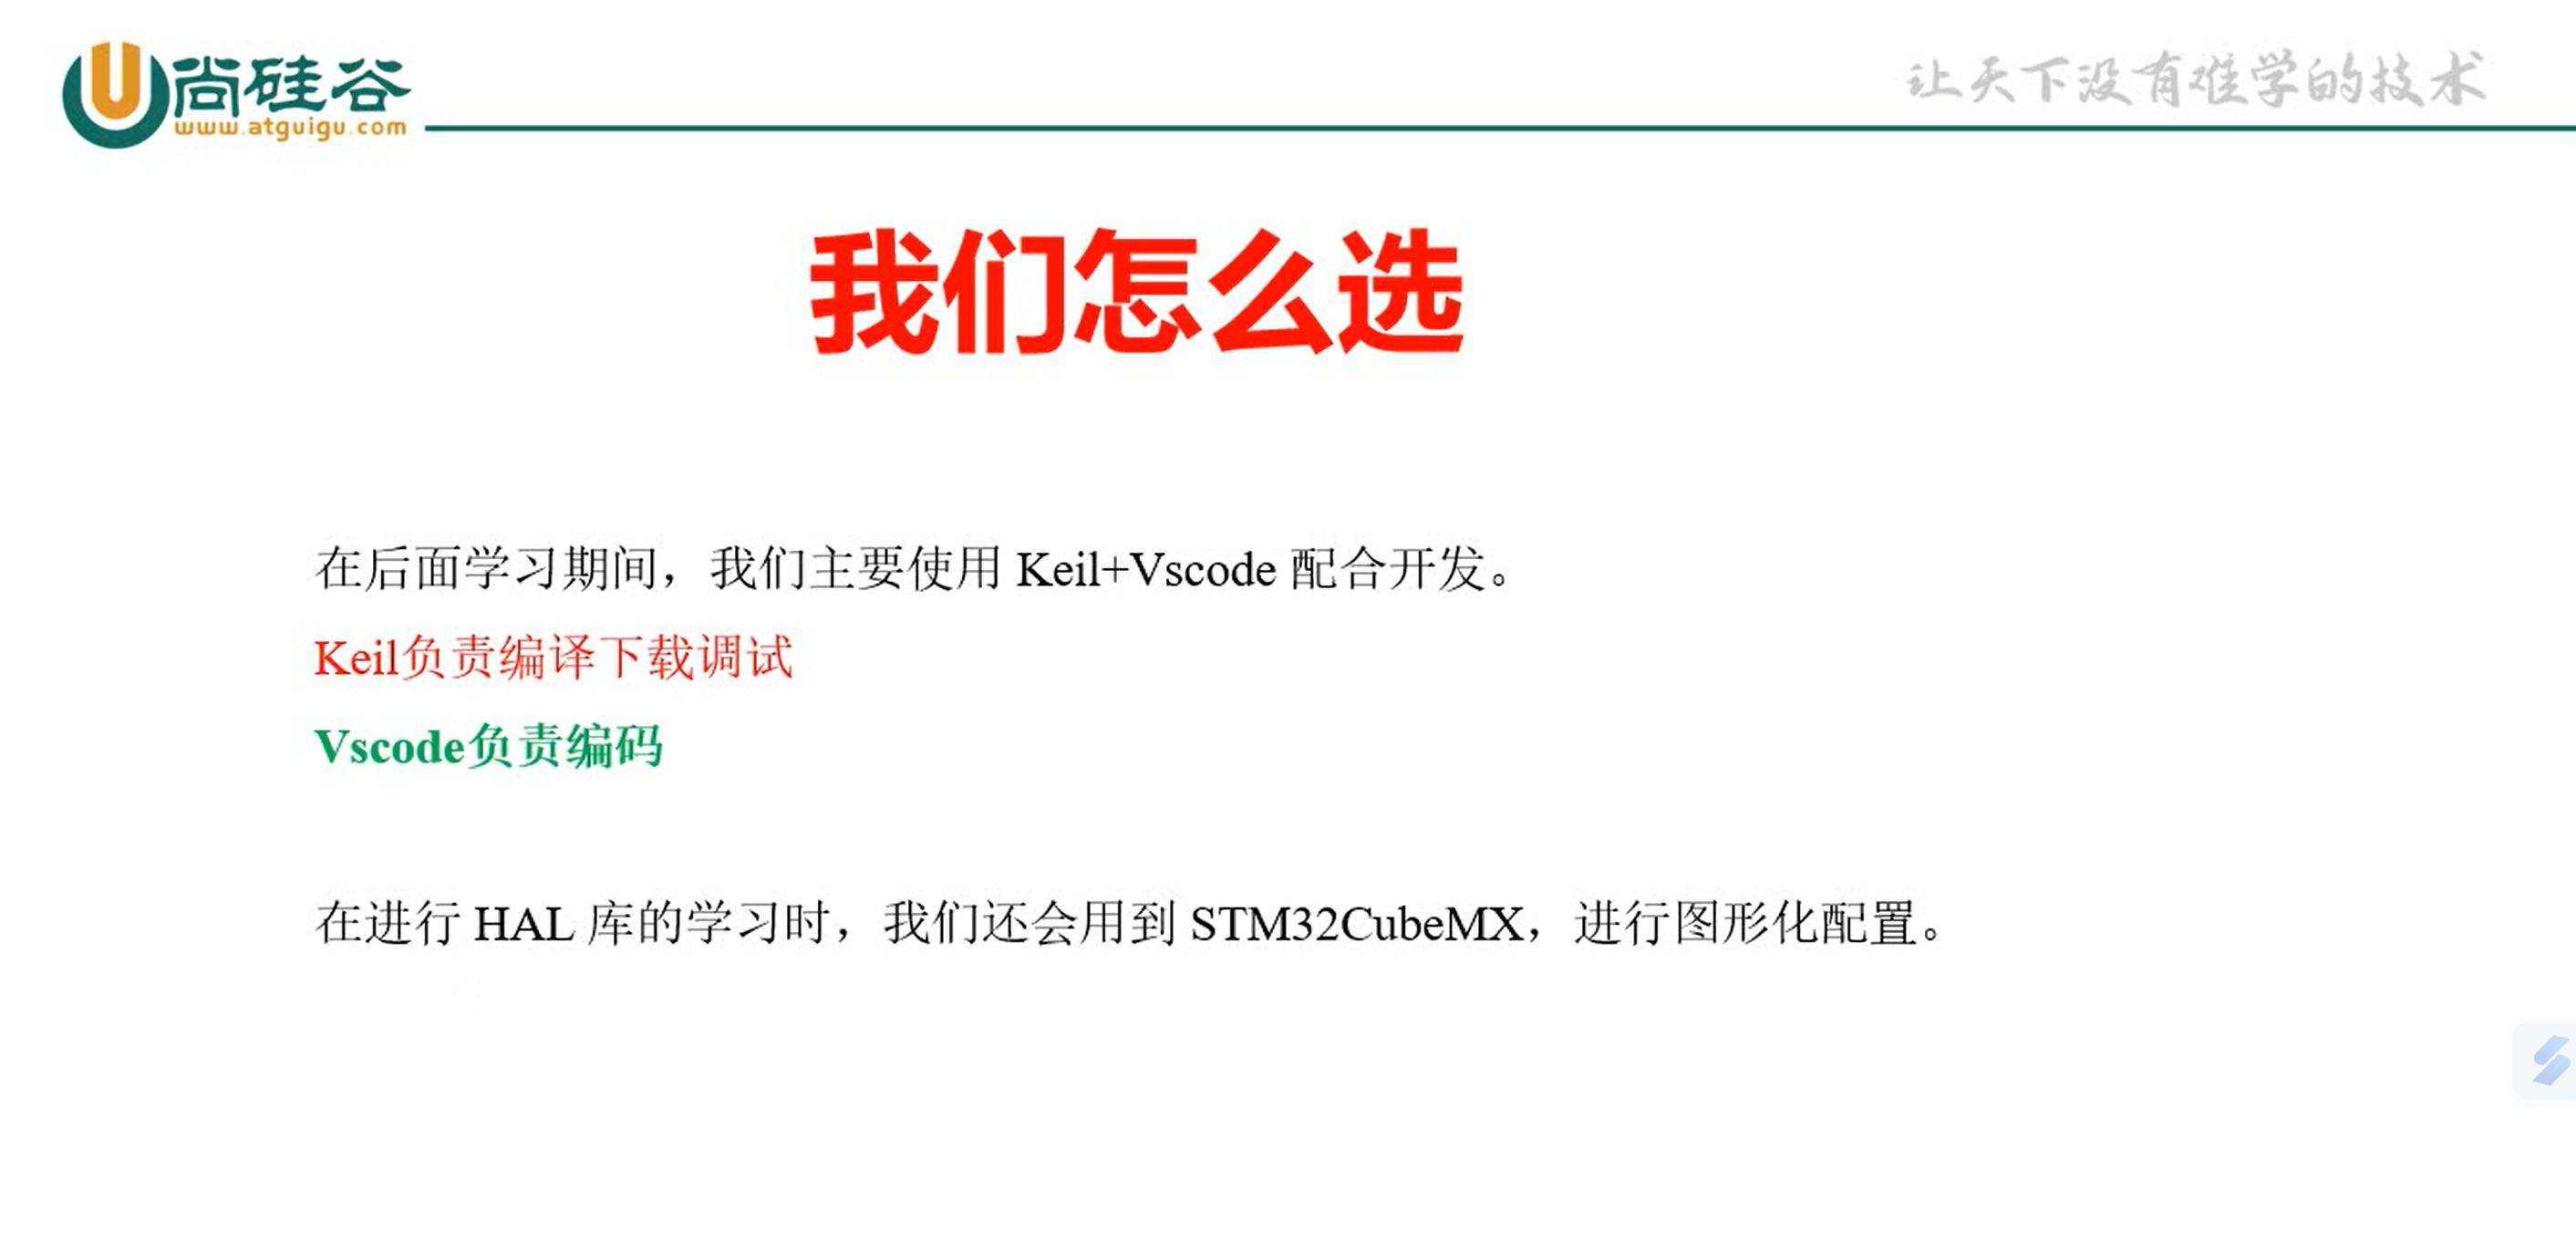 尚硅谷
www.atguigu.com
让天下没有难学的技术
我们怎么选
在后面学习期间，我们主要使用 Keil+Vscode 配合开发。
Keil负责编译下载调试
Vscode负责编码
在进行 HAL 库的学习时，我们还会用到 STM32CubeMX，进行图形化配置。